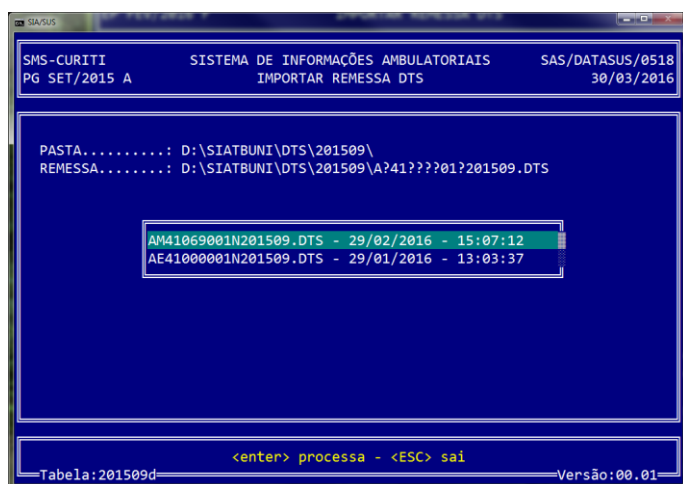 SIA/SUS
SMS-CURITI SISTEMA DE INFORMAÇÕES AMBULATORIAIS SAS/DATASUS/0518
PG SET/2015 A IMPORTAR REMESSA DTS 30/03/2016
PASTA..........: D:\SIATBUNI\DTS\201509\
REMESSA........: D:\SIATBUNI\DTS\201509\A?41????01?201509.DTS
AM41069001N201509.DTS - 29/02/2016 - 15:07:12
AE41000001N201509.DTS - 29/01/2016 - 13:03:37
<enter> processa - <ESC> sai
Tabela:201509d Versão:00.01